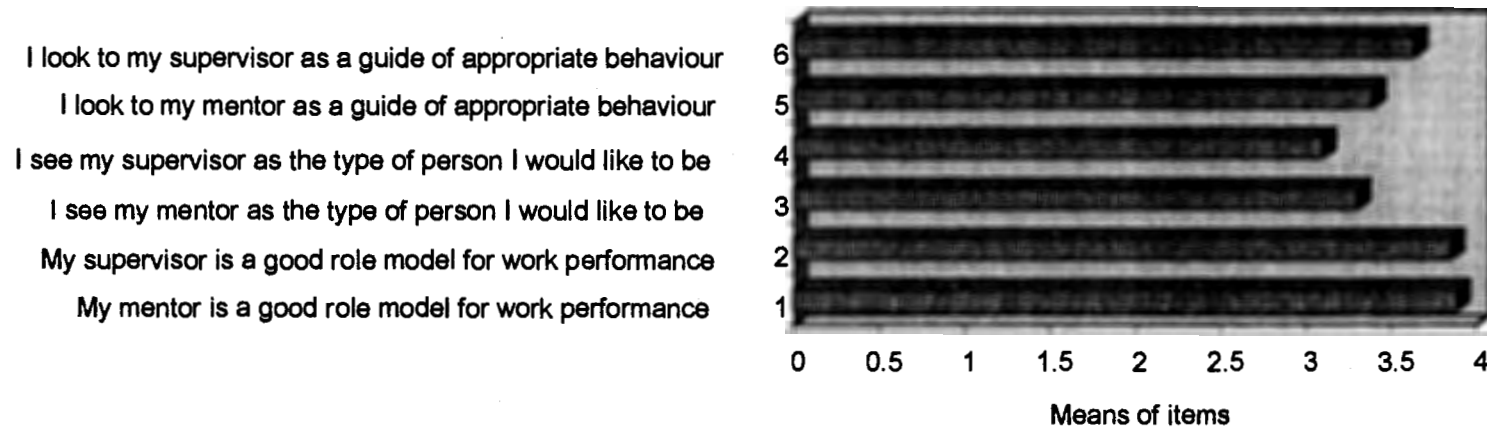 I look to my supervisor as a guide of appropriate behaviour 6
I look to my mentor as a guide of appropriate behaviour 5
I see my supervisor as the type of person I would like to be 4
I see my mentor as the type of person I would like to be 3
My supervisor is a good role model for work performance 2
My mentor is a good role model for work performance 1
0 0.5 1 1.5 2 2.5 3 3.5 4
Means of items